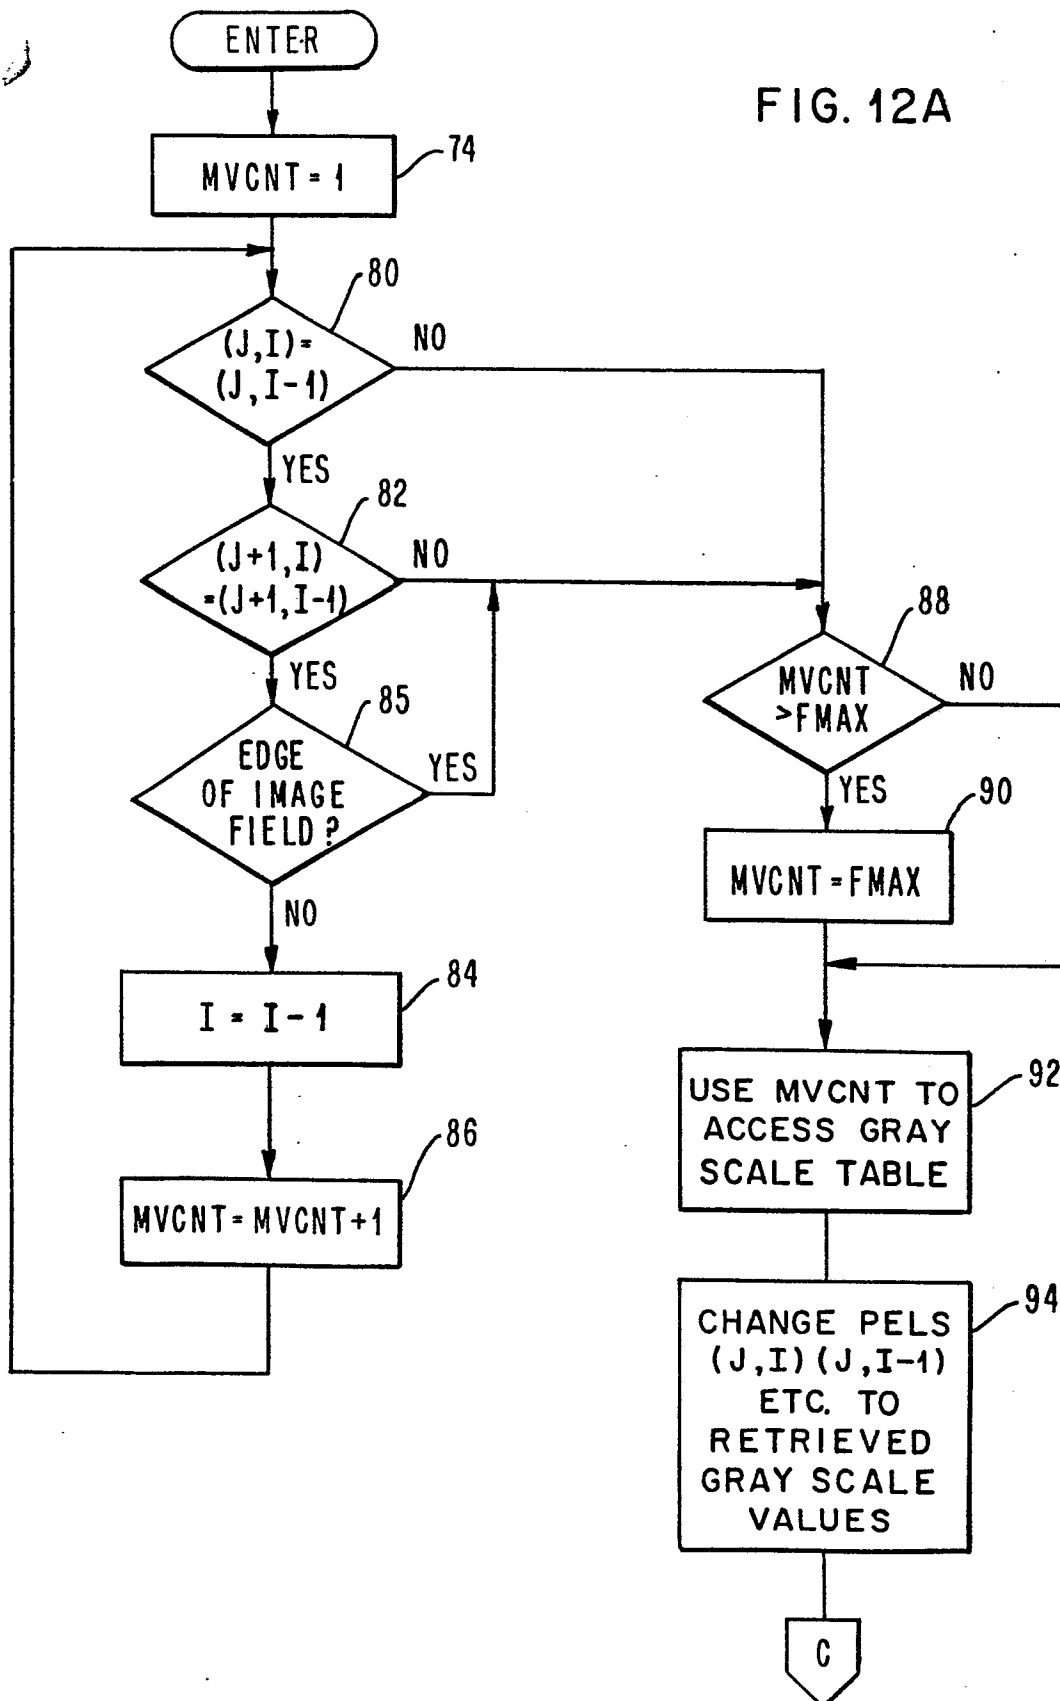 ENTER
FIG. 12A
MVCNT = 1
74
80
(J,I)=
(J,I-1)
NO
YES
82
(J+1,I)
=(J+1,I-1)
NO
YES
85
EDGE
OF IMAGE
FIELD?
YES
NO
84
I = I-1
86
MVCNT=MVCNT+1
88
MVCNT
>FMAX
NO
YES
90
MVCNT=FMAX
92
USE MVCNT TO
ACCESS GRAY
SCALE TABLE
94
CHANGE PELS
(J,I)(J,I-1)
ETC. TO
RETRIEVED
GRAY SCALE
VALUES
C